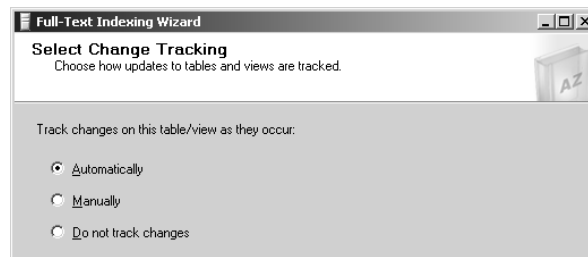 Full-Text Indexing Wizard
Select Change Tracking
Choose how updates to tables and views are tracked.
AZ
Track changes on this table/view as they occur:
Automatically
Manually
Do not track changes